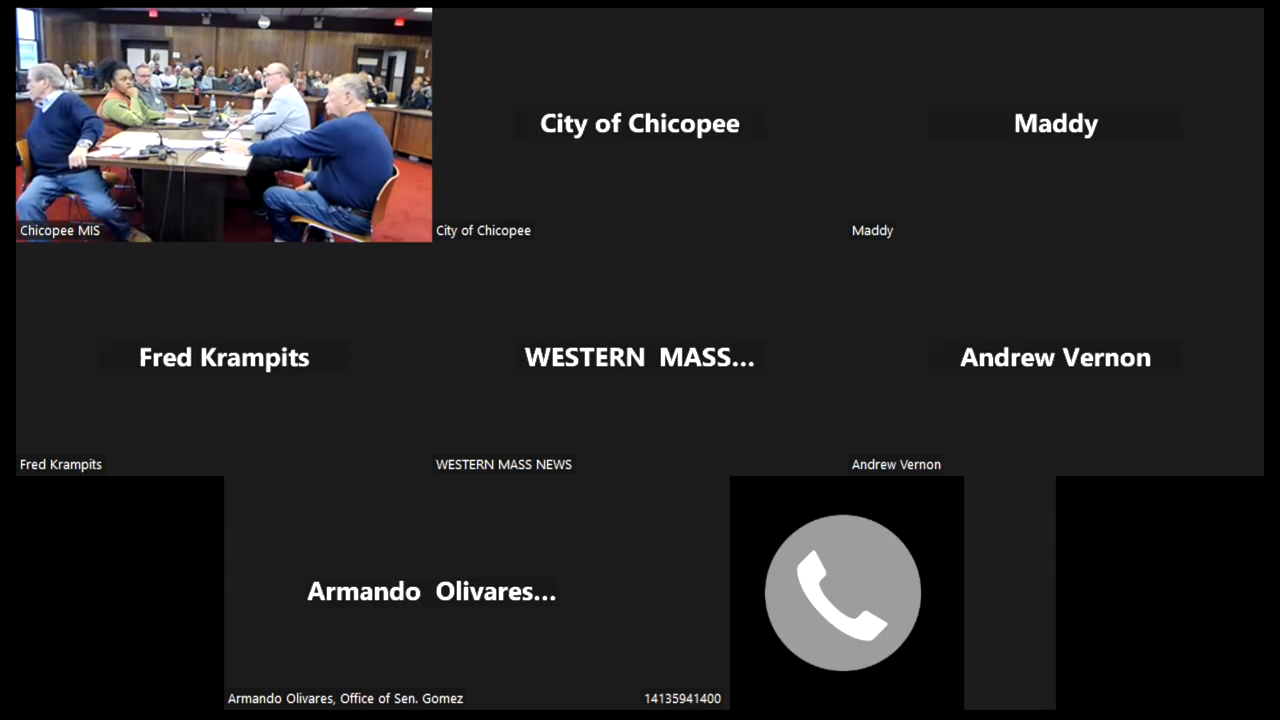 City of Chicopee
Maddy
Chicopee MIS
City of Chicopee
Maddy
Fred Krampits
WESTERN MASS...
Andrew Vernon
Fred Krampits
WESTERN MASS NEWS
Andrew Vernon
Armando Olivares...
Armando Olivares, Office of Sen. Gomez
14135941400